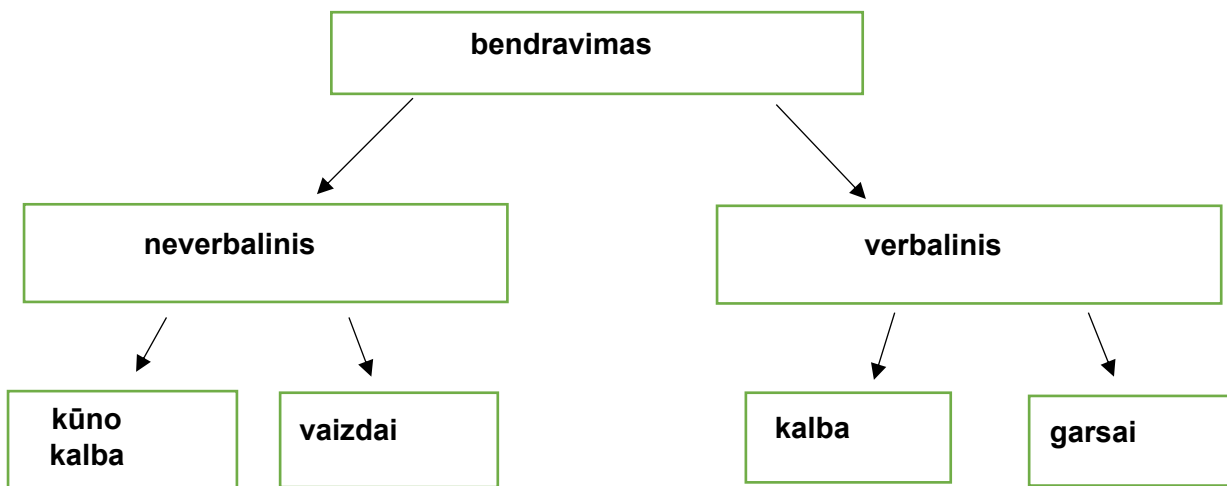 bendravimas
neverbalinis
verbalinis
kūno
kalba
vaizdai
kalba
garsai